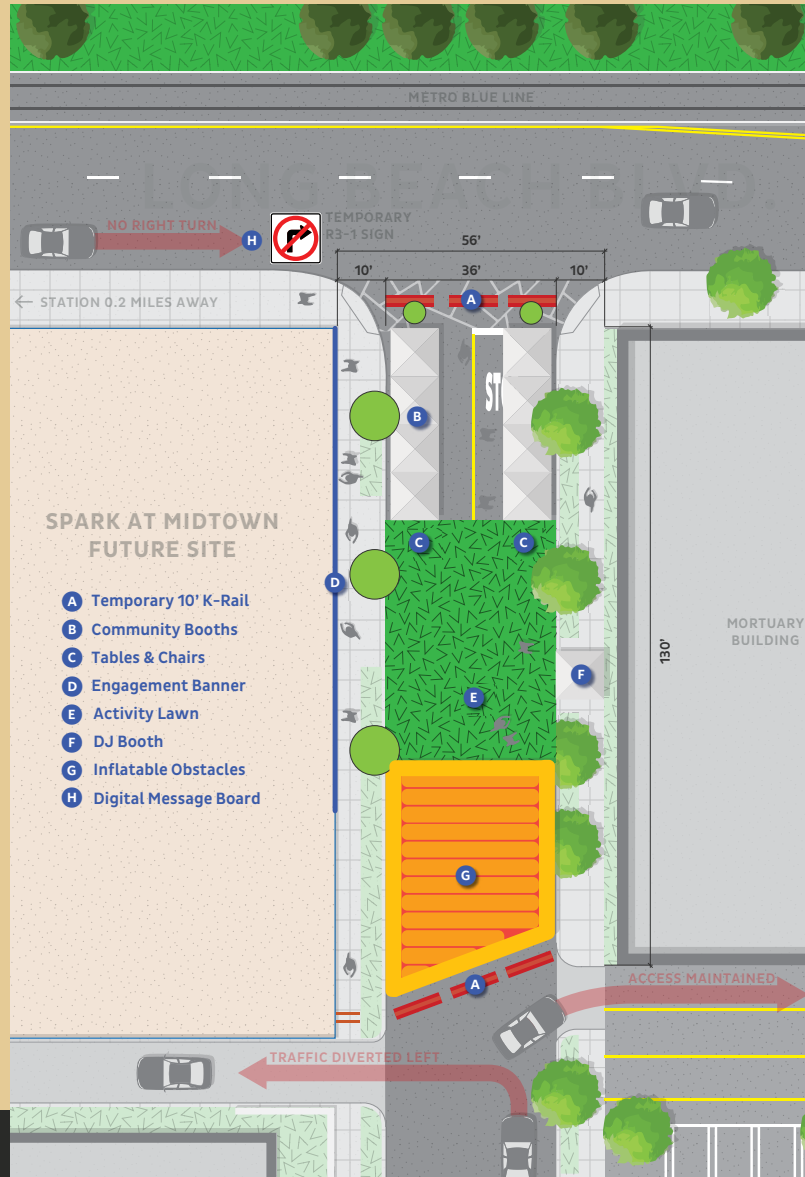 METRO BLUE LINE
LONG BEACH BLVD.
NO RIGHT TURN
H
TEMPORARY
R3-1 SIGN
56'
10'
36'
10'
← STATION 0.2 MILES AWAY
A
B
STO
C
C
SPARK AT MIDTOWN
FUTURE SITE
D
A Temporary 10' K-Rail
B Community Booths
C Tables & Chairs
D Engagement Banner
E Activity Lawn
F DJ Booth
G Inflatable Obstacles
H Digital Message Board
MORTUARY
BUILDING
130'
F
E
G
A
ACCESS MAINTAINED
TRAFFIC DIVERTED LEFT